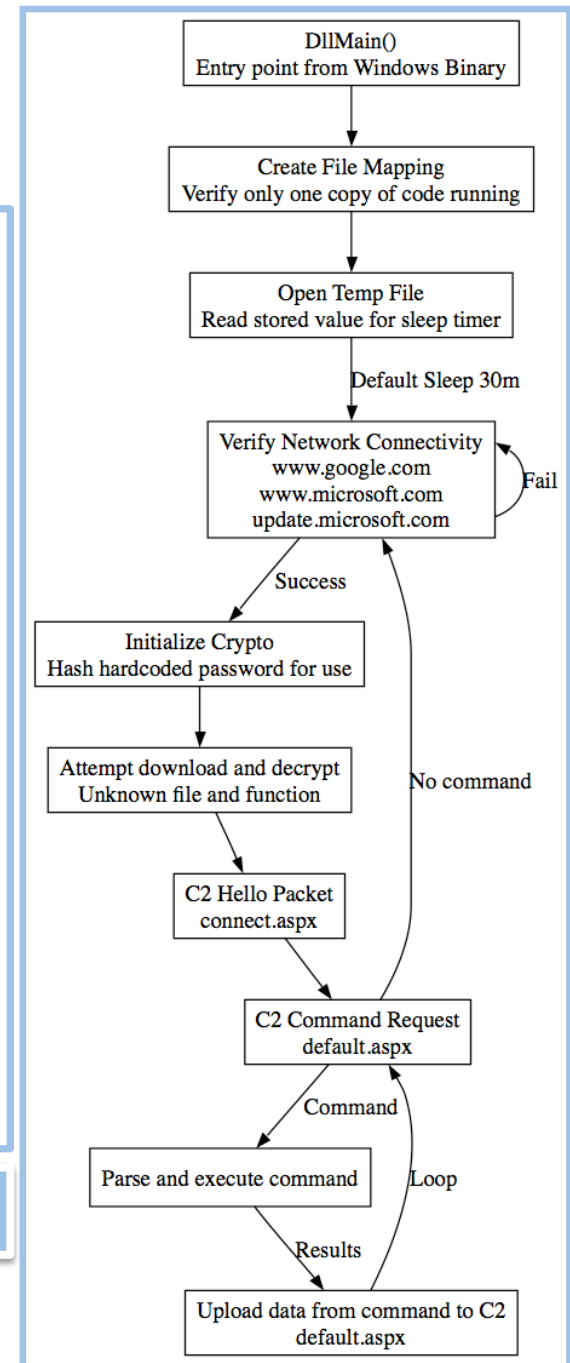 DllMain()
Entry point from Windows Binary
Create File Mapping
Verify only one copy of code running
Open Temp File
Read stored value for sleep timer
Default Sleep 30m
Verify Network Connectivity
www.google.com
www.microsoft.com
update.microsoft.com
Fail
Success
Initialize Crypto
Hash hardcoded password for use
Attempt download and decrypt
Unknown file and function
No command
C2 Hello Packet
connect.aspx
C2 Command Request
default.aspx
Command
Parse and execute command
Loop
Results
Upload data from command to C2
default.aspx